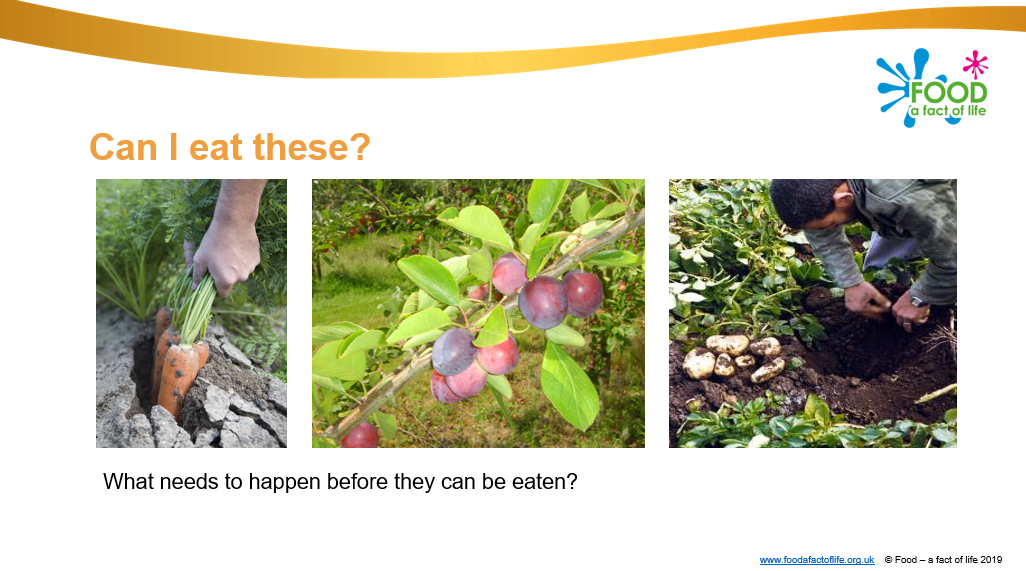 FOOD
a fact of life
Can I eat these?
What needs to happen before they can be eaten?
www.foodafactoflife.org.uk © Food – a fact of life 2019